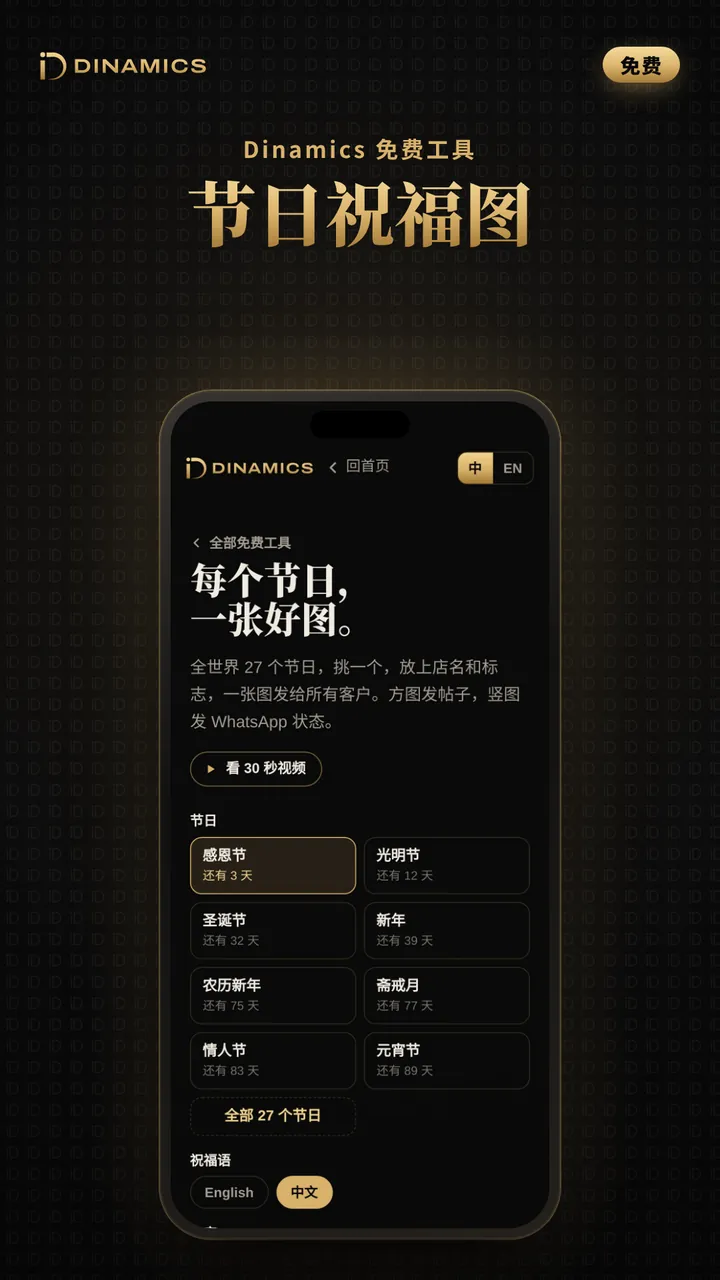 DINAMICS
免费
Dinamics 免费工具
节日祝福图
DINAMICS
回首页
中
EN
全部免费工具
每个节日,
一张好图。
全世界 27 个节日，挑一个，放上店名和标
志，一张图发给所有客户。方图发帖子，竖图
发 WhatsApp 状态。
看 30 秒视频
节日
感恩节
还有 3 天
光明节
还有 12 天
圣诞节
还有 32 天
新年
还有 39 天
农历新年
还有 75 天
斋戒月
还有 77 天
情人节
还有 83 天
元宵节
还有 89 天
全部 27 个节日
祝福语
English
中文